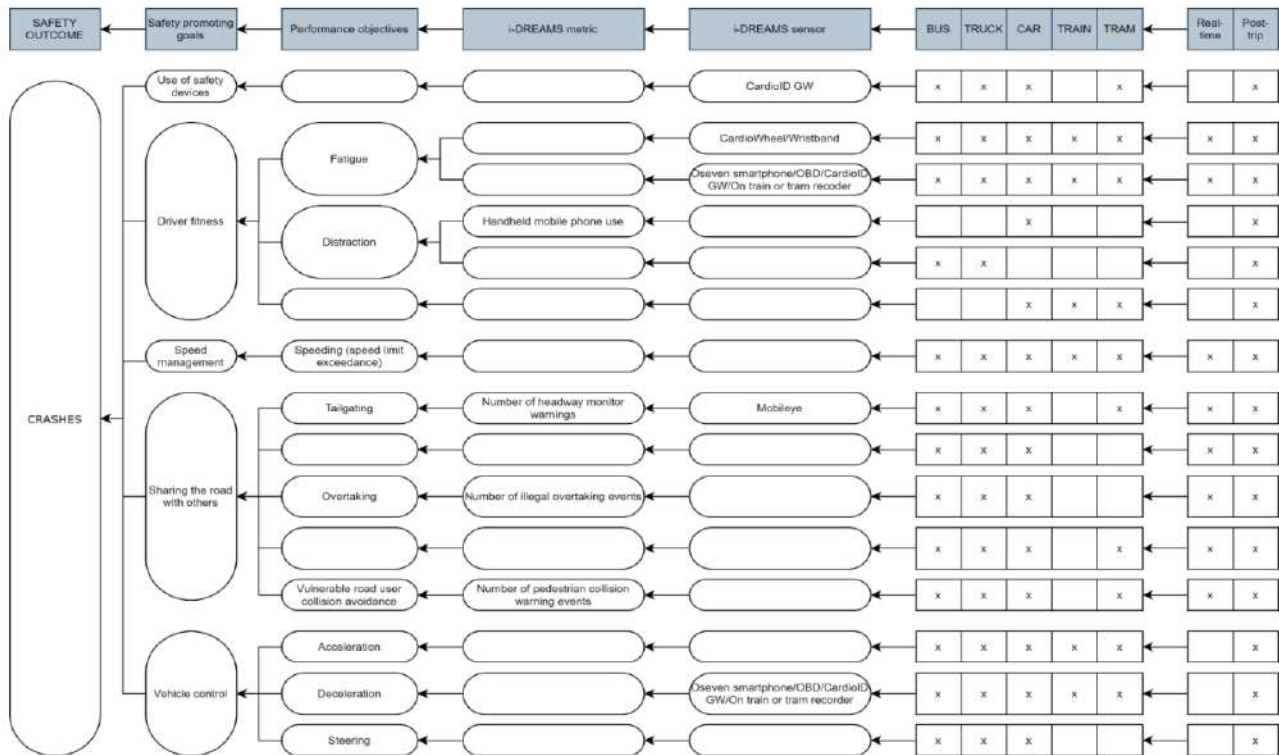 SAFETY
OUTCOME
Safety promoting
goals
Performance objectives
i-DREAMS metric
i-DREAMS sensor
BUS TRUCK CAR TRAIN TRAM
Real-
time
Post-
trip
Use of safety
devices
CardioID GW
x x x x x
Fatigue
CardioWheel/Wristband
x x x x x x x
Oseven smartphone/OBD/CardioID
GW/On train or tram recoder
x x x x x x x
Driver fitness
Handheld mobile phone use
x x
Distraction
x x x
x x x x
Speed
management
Speeding (speed limit
exceedance)
x x x x x x x
CRASHES
Tailgating
Number of headway monitor
warnings
Mobileye
x x x x x x
x x x x x
Sharing the road
with others
Overtaking
Number of illegal overtaking events
x x x x x
x x x x x x
Vulnerable road user
collision avoidance
Number of pedestrian collision
warning events
x x x x x x
Acceleration
x x x x x x
Vehicle control
Deceleration
Oseven smartphone/OBD/CardioID
GW/On train or tram recorder
x x x x x x
Steering
x x x x